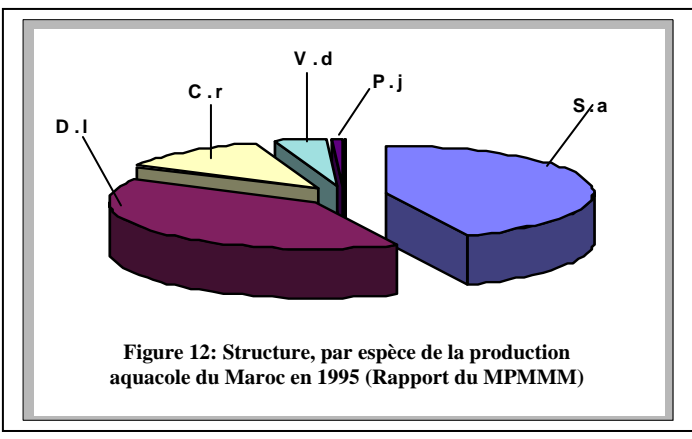 V . d
P . j
C . r
S . a
D . l
Figure 12: Structure, par espèce de la production
aquacole du Maroc en 1995 (Rapport du MPMMM)